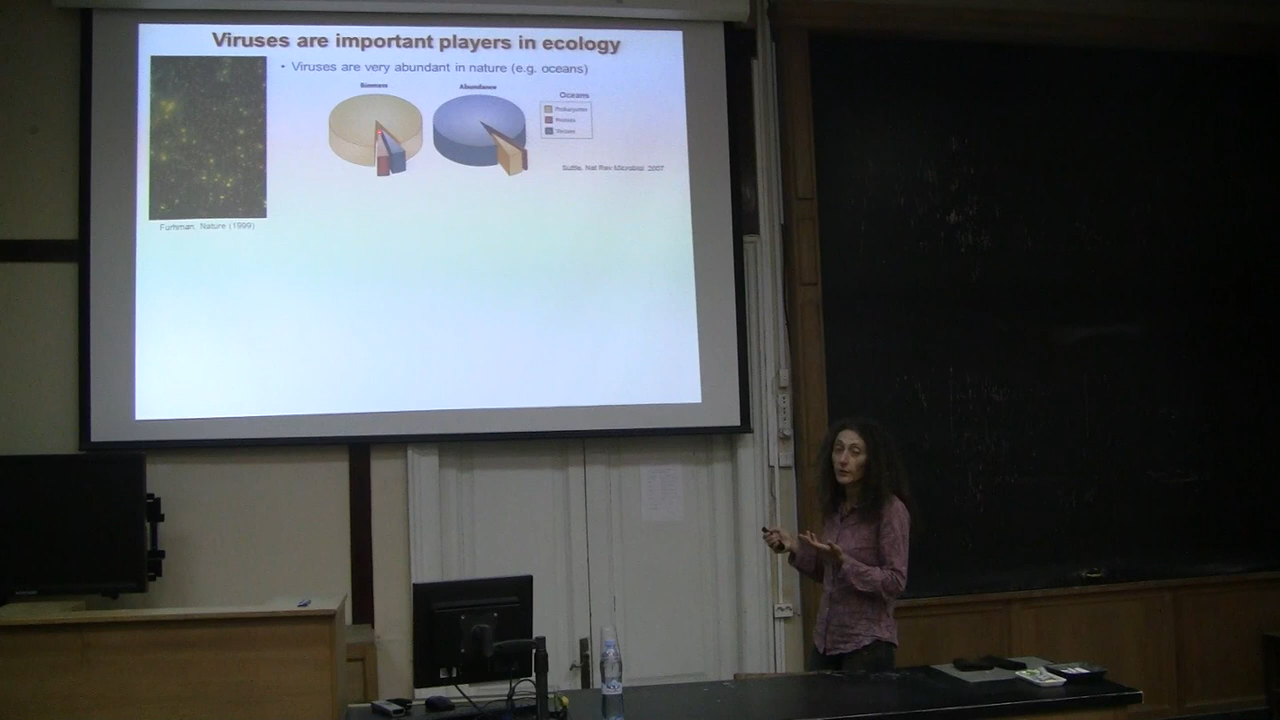 Viruses are important players in ecology
• Viruses are very abundant in nature (e.g. oceans)
Biomass
Abundance
Oceans
Prokaryotes
Protists
Viruses
Suttle, Nat Rev Microbiol. 2007
Furhman, Nature (1999)